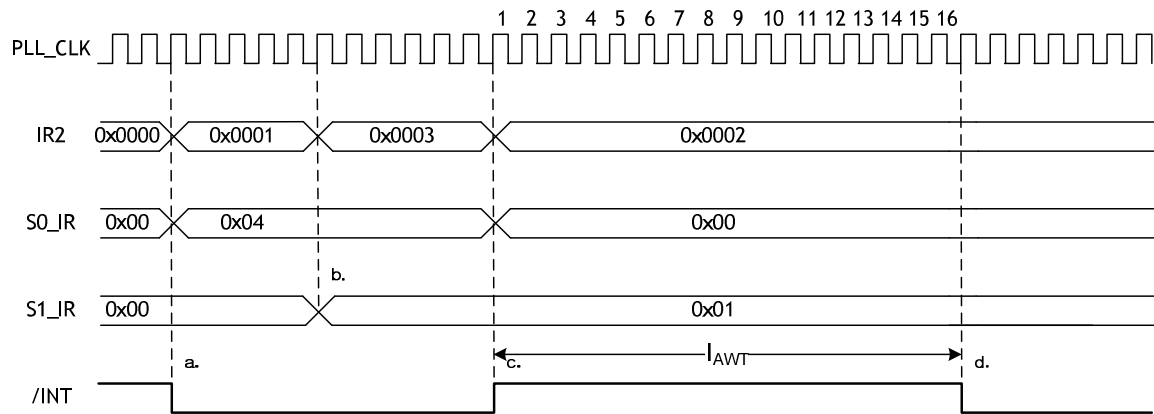 1 2 3 4 5 6 7 8 9 10 11 12 13 14 15 16
PLL_CLK
IR2 0x0000 0x0001 0x0003 0x0002
S0_IR 0x00 0x04 0x00
b.
S1_IR 0x00 0x01
a. c. IAWT d.
/INT